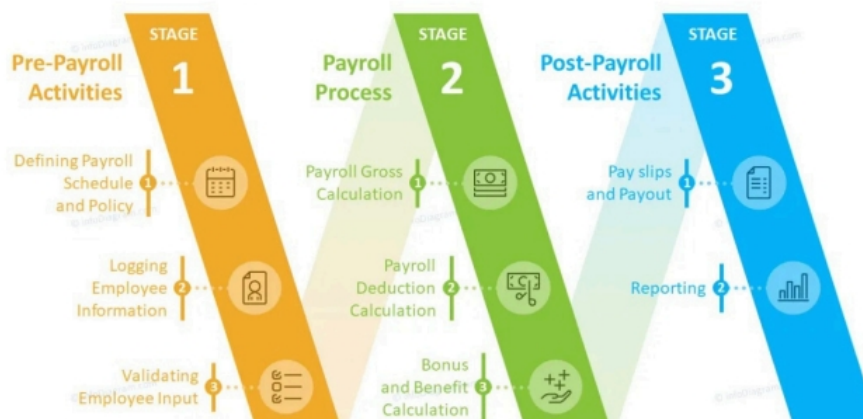 STAGE
1
Pre-Payroll
Activities
Defining Payroll
Schedule
and Policy
1
Logging
Employee
Information
2
Validating
Employee Input
3
STAGE
2
Payroll
Process
Payroll Gross
Calculation
1
Payroll
Deduction
Calculation
2
Bonus
and Benefit
Calculation
3
STAGE
3
Post-Payroll
Activities
Pay slips
and Payout
1
Reporting
2